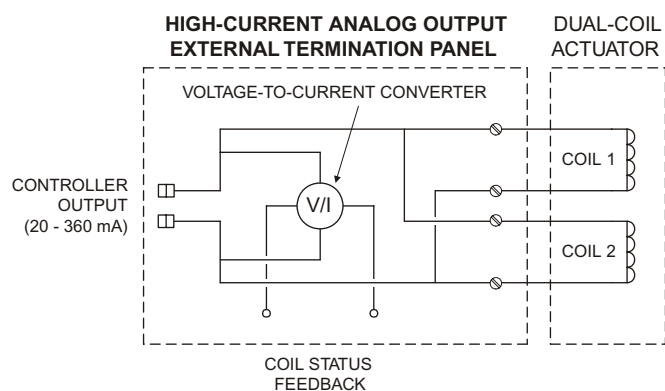 HIGH-CURRENT ANALOG OUTPUT
EXTERNAL TERMINATION PANEL
DUAL-COIL
ACTUATOR
VOLTAGE-TO-CURRENT CONVERTER
CONTROLLER
OUTPUT
(20 - 360 mA)
V/I
COIL 1
COIL 2
COIL STATUS
FEEDBACK